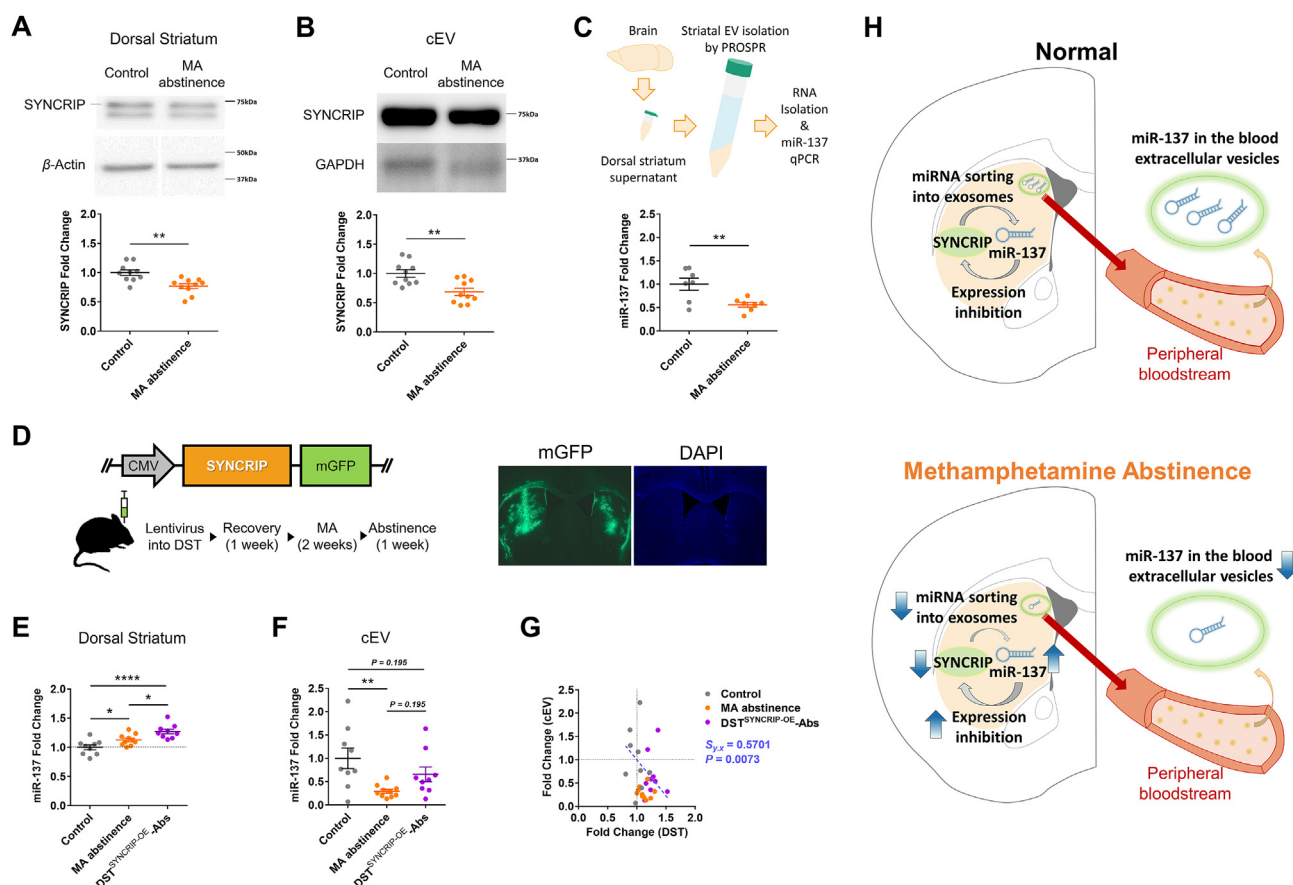 A
Dorsal Striatum
Control
MA
abstinence
SYNCRIP
75kDa
β-Actin
50kDa
37kDa
SYNCRIP Fold Change
2.0
1.5
1.0
0.5
0.0
**
Control
MA abstinence
B
cEV
Control
MA
abstinence
SYNCRIP
75kDa
GAPDH
37kDa
SYNCRIP Fold Change
2.0
1.5
1.0
0.5
0.0
**
Control
MA abstinence
C
Brain
Striatal EV isolation
by PROSPR
Dorsal striatum
supernatant
RNA
Isolation
&
miR-137
qPCR
miR-137 Fold Change
2.5
2.0
1.5
1.0
0.5
0.0
**
Control
MA abstinence
D
CMV
SYNCRIP
mGFP
Lentivirus
into DST
Recovery
(1 week)
MA
(2 weeks)
Abstinence
(1 week)
mGFP
DAPI
E
Dorsal Striatum
miR-137 Fold Change
2.0
1.5
1.0
0.5
0.0
****
*
*
Control
MA abstinence
DST^SYNCRIP-OE-Abs
F
cEV
miR-137 Fold Change
2.5
2.0
1.5
1.0
0.5
0.0
P = 0.195
**
P = 0.195
Control
MA abstinence
DST^SYNCRIP-OE-Abs
G
Fold Change (cEV)
2.5
2.0
1.5
1.0
0.5
0.0
0.0
0.5
1.0
1.5
2.0
Fold Change (DST)
Control
MA abstinence
DST^SYNCRIP-OE-Abs
Sy.x = 0.5701
P = 0.0073
H
Normal
miR-137 in the blood
extracellular vesicles
miRNA sorting
into exosomes
SYNCRIP
miR-137
Expression
inhibition
Peripheral
bloodstream
Methamphetamine Abstinence
miR-137 in the blood
extracellular vesicles
miRNA sorting
into exosomes
SYNCRIP
miR-137
Expression
inhibition
Peripheral
bloodstream